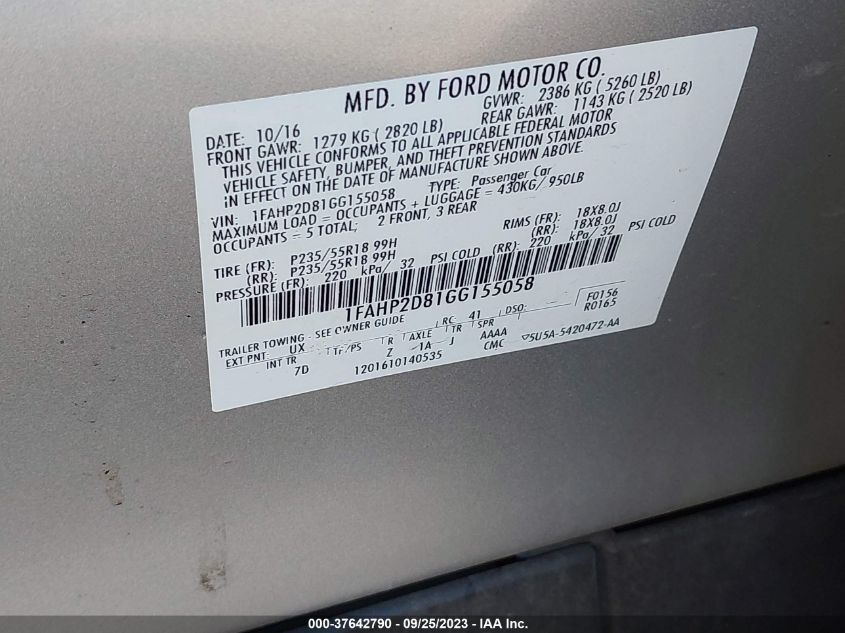 MFD. BY FORD MOTOR CO.
DATE: 10/16 GVWR: 2386 KG ( 5260 LB)
FRONT GAWR: 1279 KG ( 2820 LB) REAR GAWR: 1143 KG ( 2520 LB)
THIS VEHICLE CONFORMS TO ALL APPLICABLE FEDERAL MOTOR
VEHICLE SAFETY, BUMPER, AND THEFT PREVENTION STANDARDS
IN EFFECT ON THE DATE OF MANUFACTURE SHOWN ABOVE.
VIN: 1FAHP2D81GG155058 TYPE: Passenger Car
MAXIMUM LOAD = OCCUPANTS + LUGGAGE = 430KG/ 950LB
OCCUPANTS = 5 TOTAL; 2 FRONT, 3 REAR
TIRE (FR): P235/55R18 99H RIMS (FR): 18X8.0J
(RR): P235/55R18 99H (RR): 18X8.0J
PRESSURE (FR): 220 kPa/ 32 PSI COLD (RR): 220 kPa/ 32 PSI COLD
1FAHP2D81GG155058
F0156
R0165
TRAILER TOWING - SEE OWNER GUIDE RC: 41 DSO:
EXT PNT: UX TP/PS R AXLE TR SPR
INT TR 7D Z 1A J AAAA
1201610140535 CMC 5U5A-5420472-AA
000-37642790 - 09/25/2023 - IAA Inc.